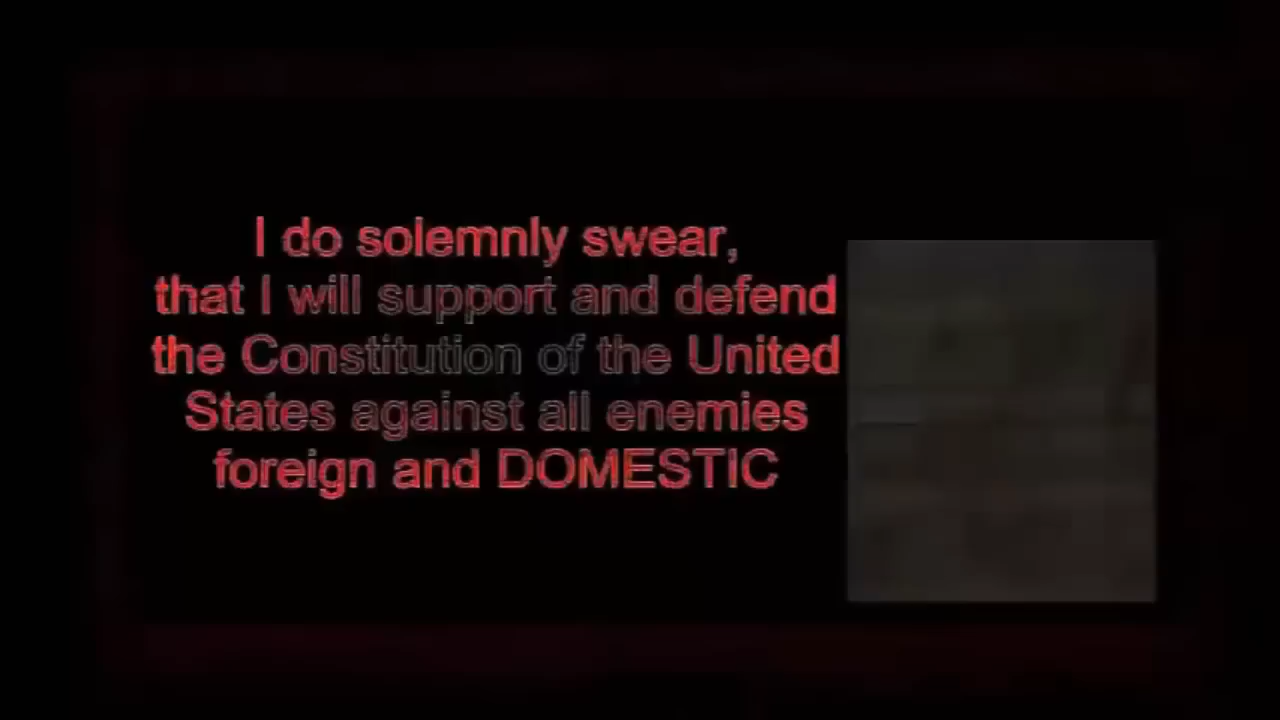 I do solemnly swear,
that I will support and defend
the Constitution of the United
States against all enemies
foreign and DOMESTIC